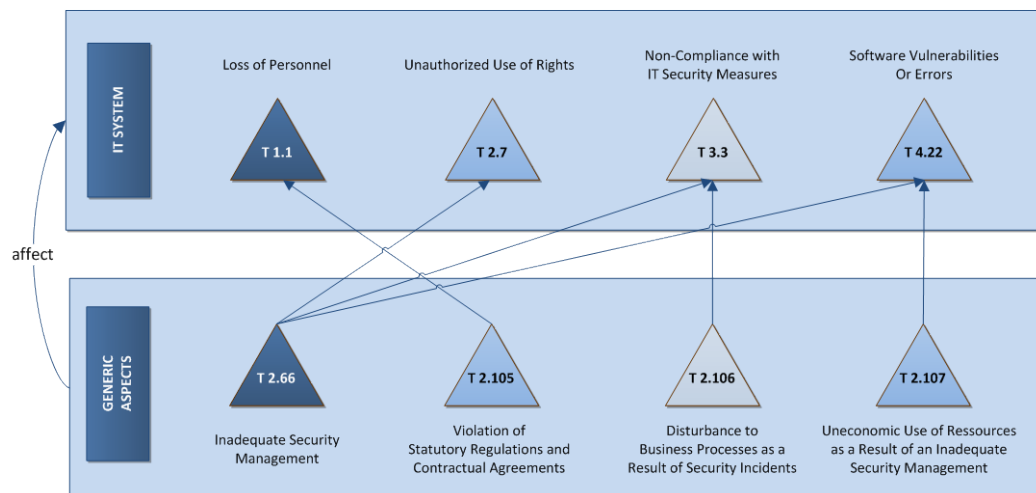 Loss of Personnel
Unauthorized Use of Rights
Non-Compliance with
IT Security Measures
Software Vulnerabilities
Or Errors
IT SYSTEM
T 1.1
T 2.7
T 3.3
T 4.22
affect
GENERIC
ASPECTS
T 2.66
T 2.105
T 2.106
T 2.107
Inadequate Security
Management
Violation of
Statutory Regulations and
Contractual Agreements
Disturbance to
Business Processes as a
Result of Security Incidents
Uneconomic Use of Ressources
as a Result of an Inadequate
Security Management